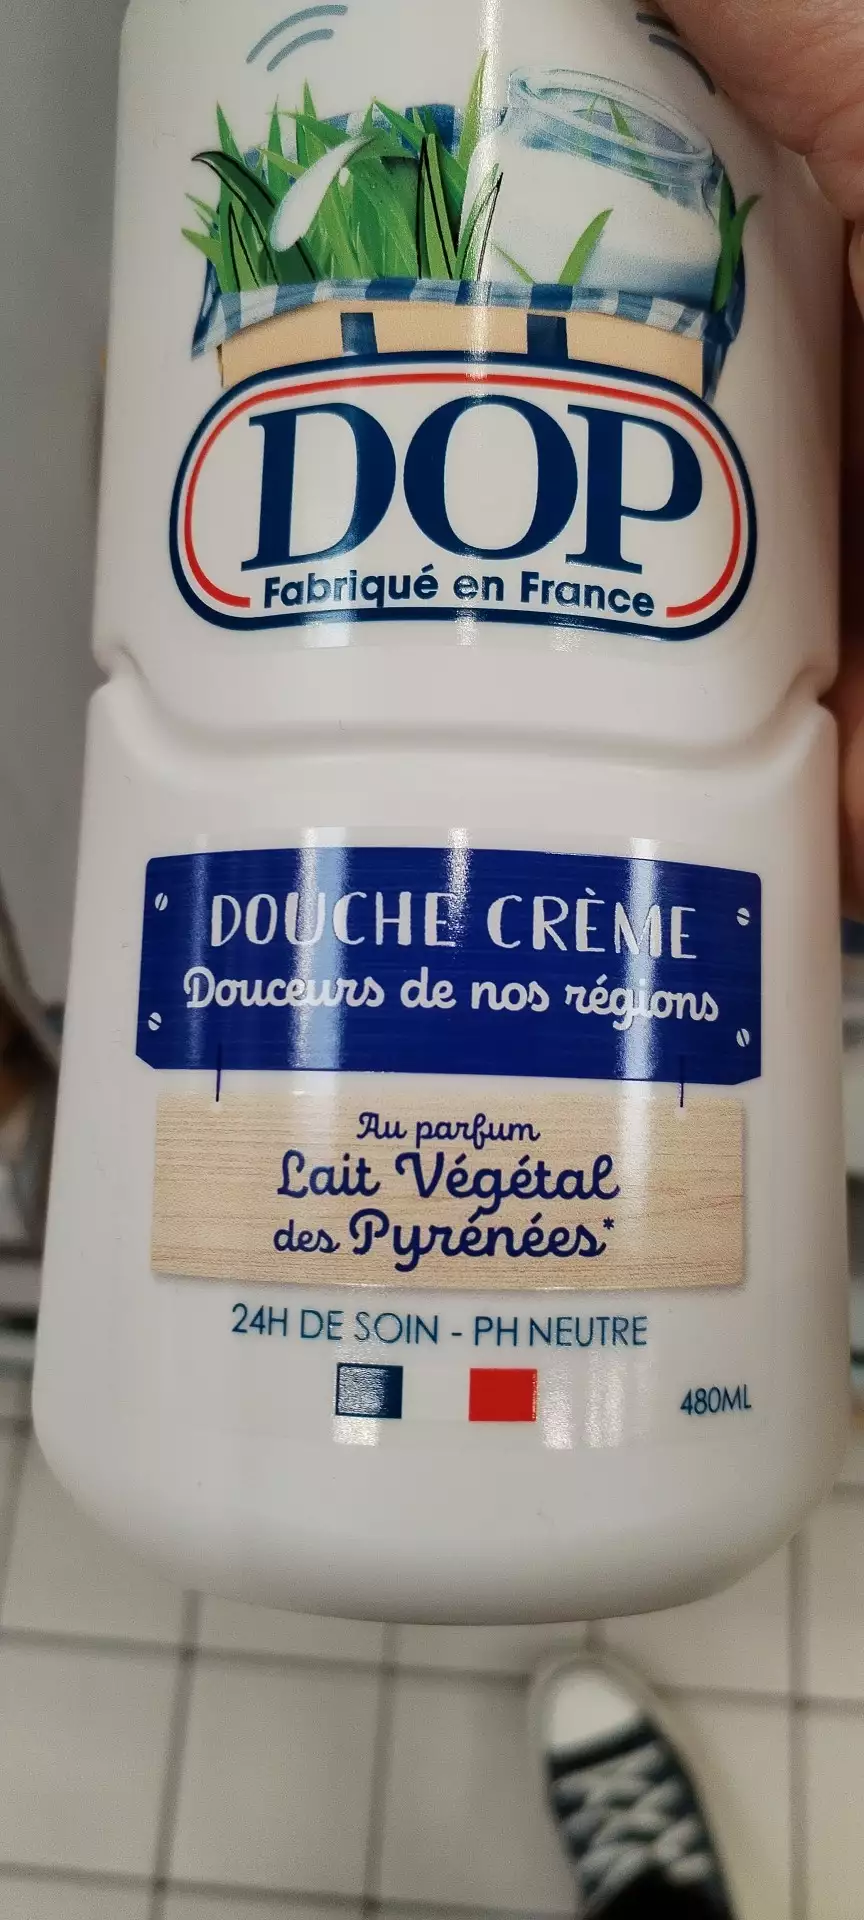 DOP
Fabriqué en France
DOUCHE CRÈME
Douceurs de nos régions
Au parfum
Lait Végétal
des Pyrénées*
24H DE SOIN - PH NEUTRE
480ML